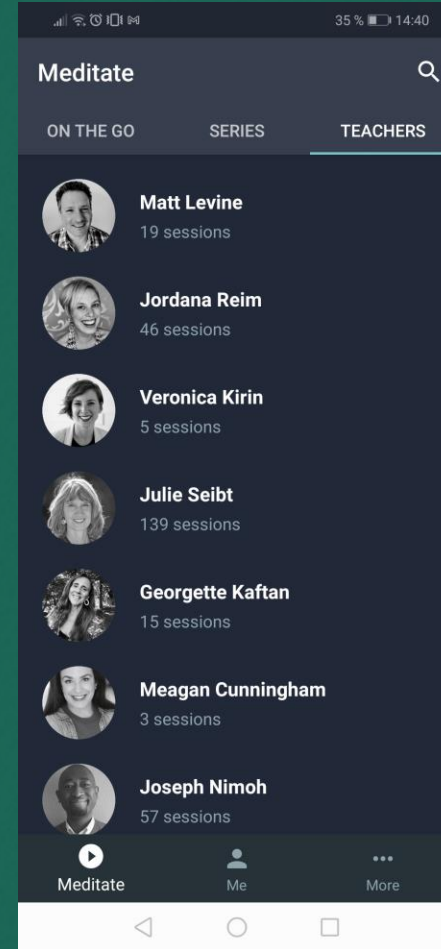 35 % 14:40
Meditate
ON THE GO SERIES TEACHERS
Matt Levine
19 sessions
Jordana Reim
46 sessions
Veronica Kirin
5 sessions
Julie Seibt
139 sessions
Georgette Kaftan
15 sessions
Meagan Cunningham
3 sessions
Joseph Nimoh
57 sessions
Meditate Me More